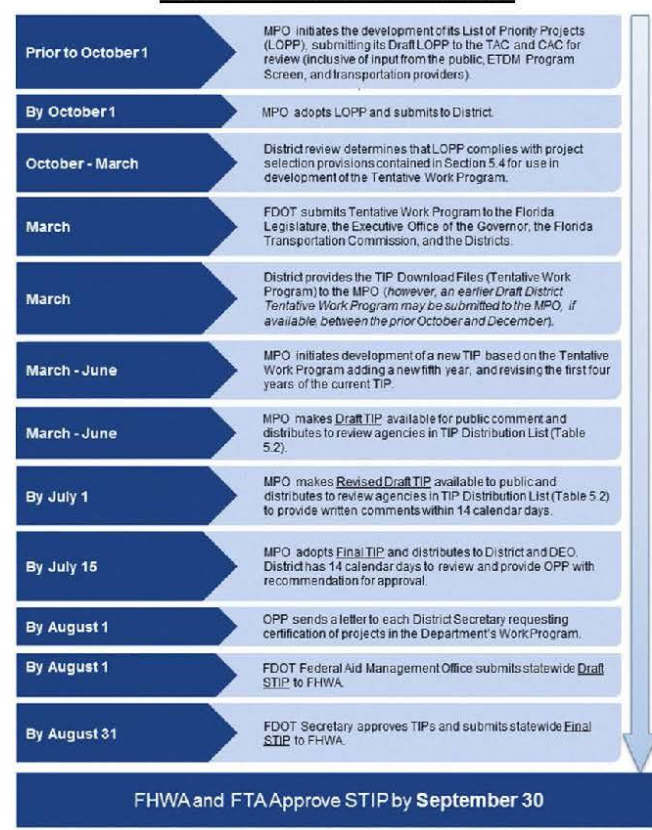 Prior to October 1
MPO initiates the development of its List of Priority Projects
(LOPP), submitting its Draft LOPP to the TAC and CAC for
review (inclusive of input from the public, ETDM Program
Screen, and transportation providers).
By October 1
MPO adopts LOPP and submits to District.
October - March
District review determines that LOPP complies with project
selection provisions contained in Section 5.4 for use in
development of the Tentative Work Program.
March
FDOT submits Tentative Work Program to the Florida
Legislature, the Executive Office of the Governor, the Florida
Transportation Commission, and the Districts.
March
District provides the TIP Download Files (Tentative Work
Program) to the MPO (however, an earlier Draft District
Tentative Work Program may be submitted to the MPO, if
available, between the prior October and December).
March - June
MPO initiates development of a new TIP based on the Tentative
Work Program adding a new fifth year, and revising the first four
years of the current TIP.
March - June
MPO makes Draft TIP available for public comment and
distributes to review agencies in TIP Distribution List (Table
5.2).
By July 1
MPO makes Revised Draft TIP available to public and
distributes to review agencies in TIP Distribution List (Table 5.2)
to provide written comments within 14 calendar days.
By July 15
MPO adopts Final TIP and distributes to District and DEO.
District has 14 calendar days to review and provide OPP with
recommendation for approval.
By August 1
OPP sends a letter to each District Secretary requesting
certification of projects in the Department's Work Program.
By August 1
FDOT Federal Aid Management Office submits statewide Draft
STIP to FHWA.
By August 31
FDOT Secretary approves TIPs and submits statewide Final
STIP to FHWA.
FHWA and FTA Approve STIP by September 30